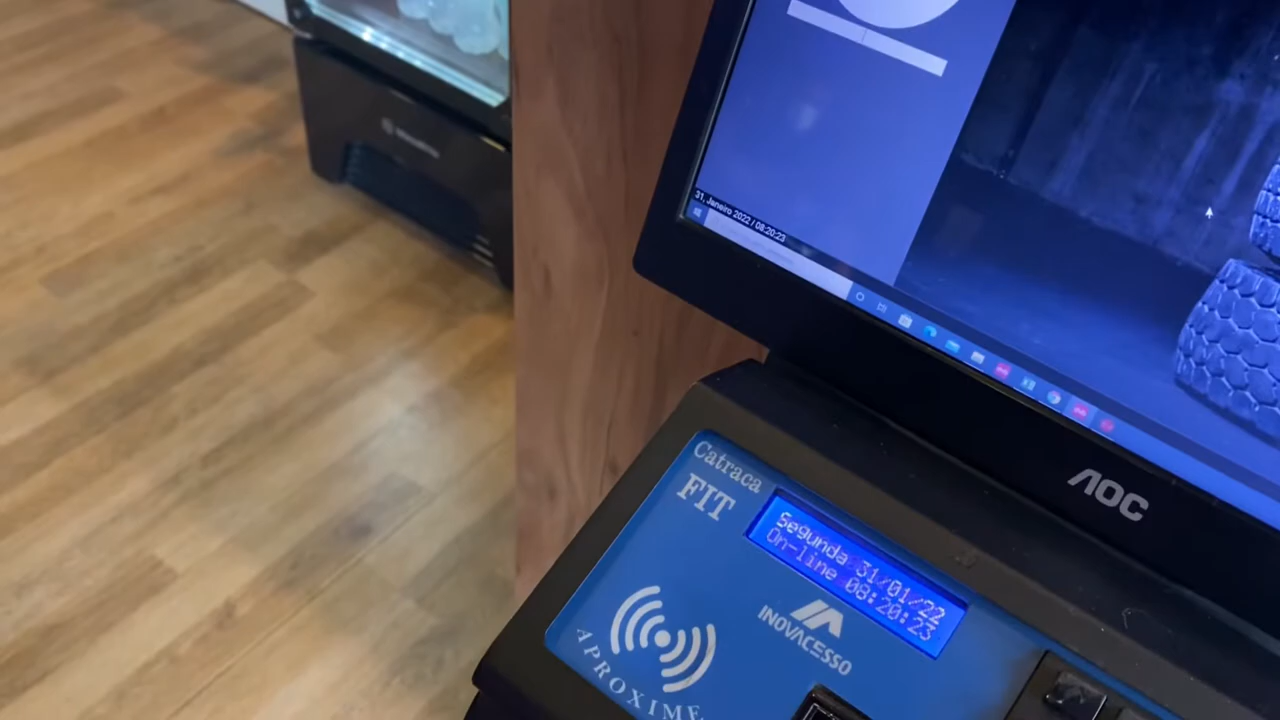 31, Janeiro 2022 / 08:20:23
AOC
Catraca
FIT
Segunda 31/01/22
On-line 08:20:23
INOVACESSO
APROXIME